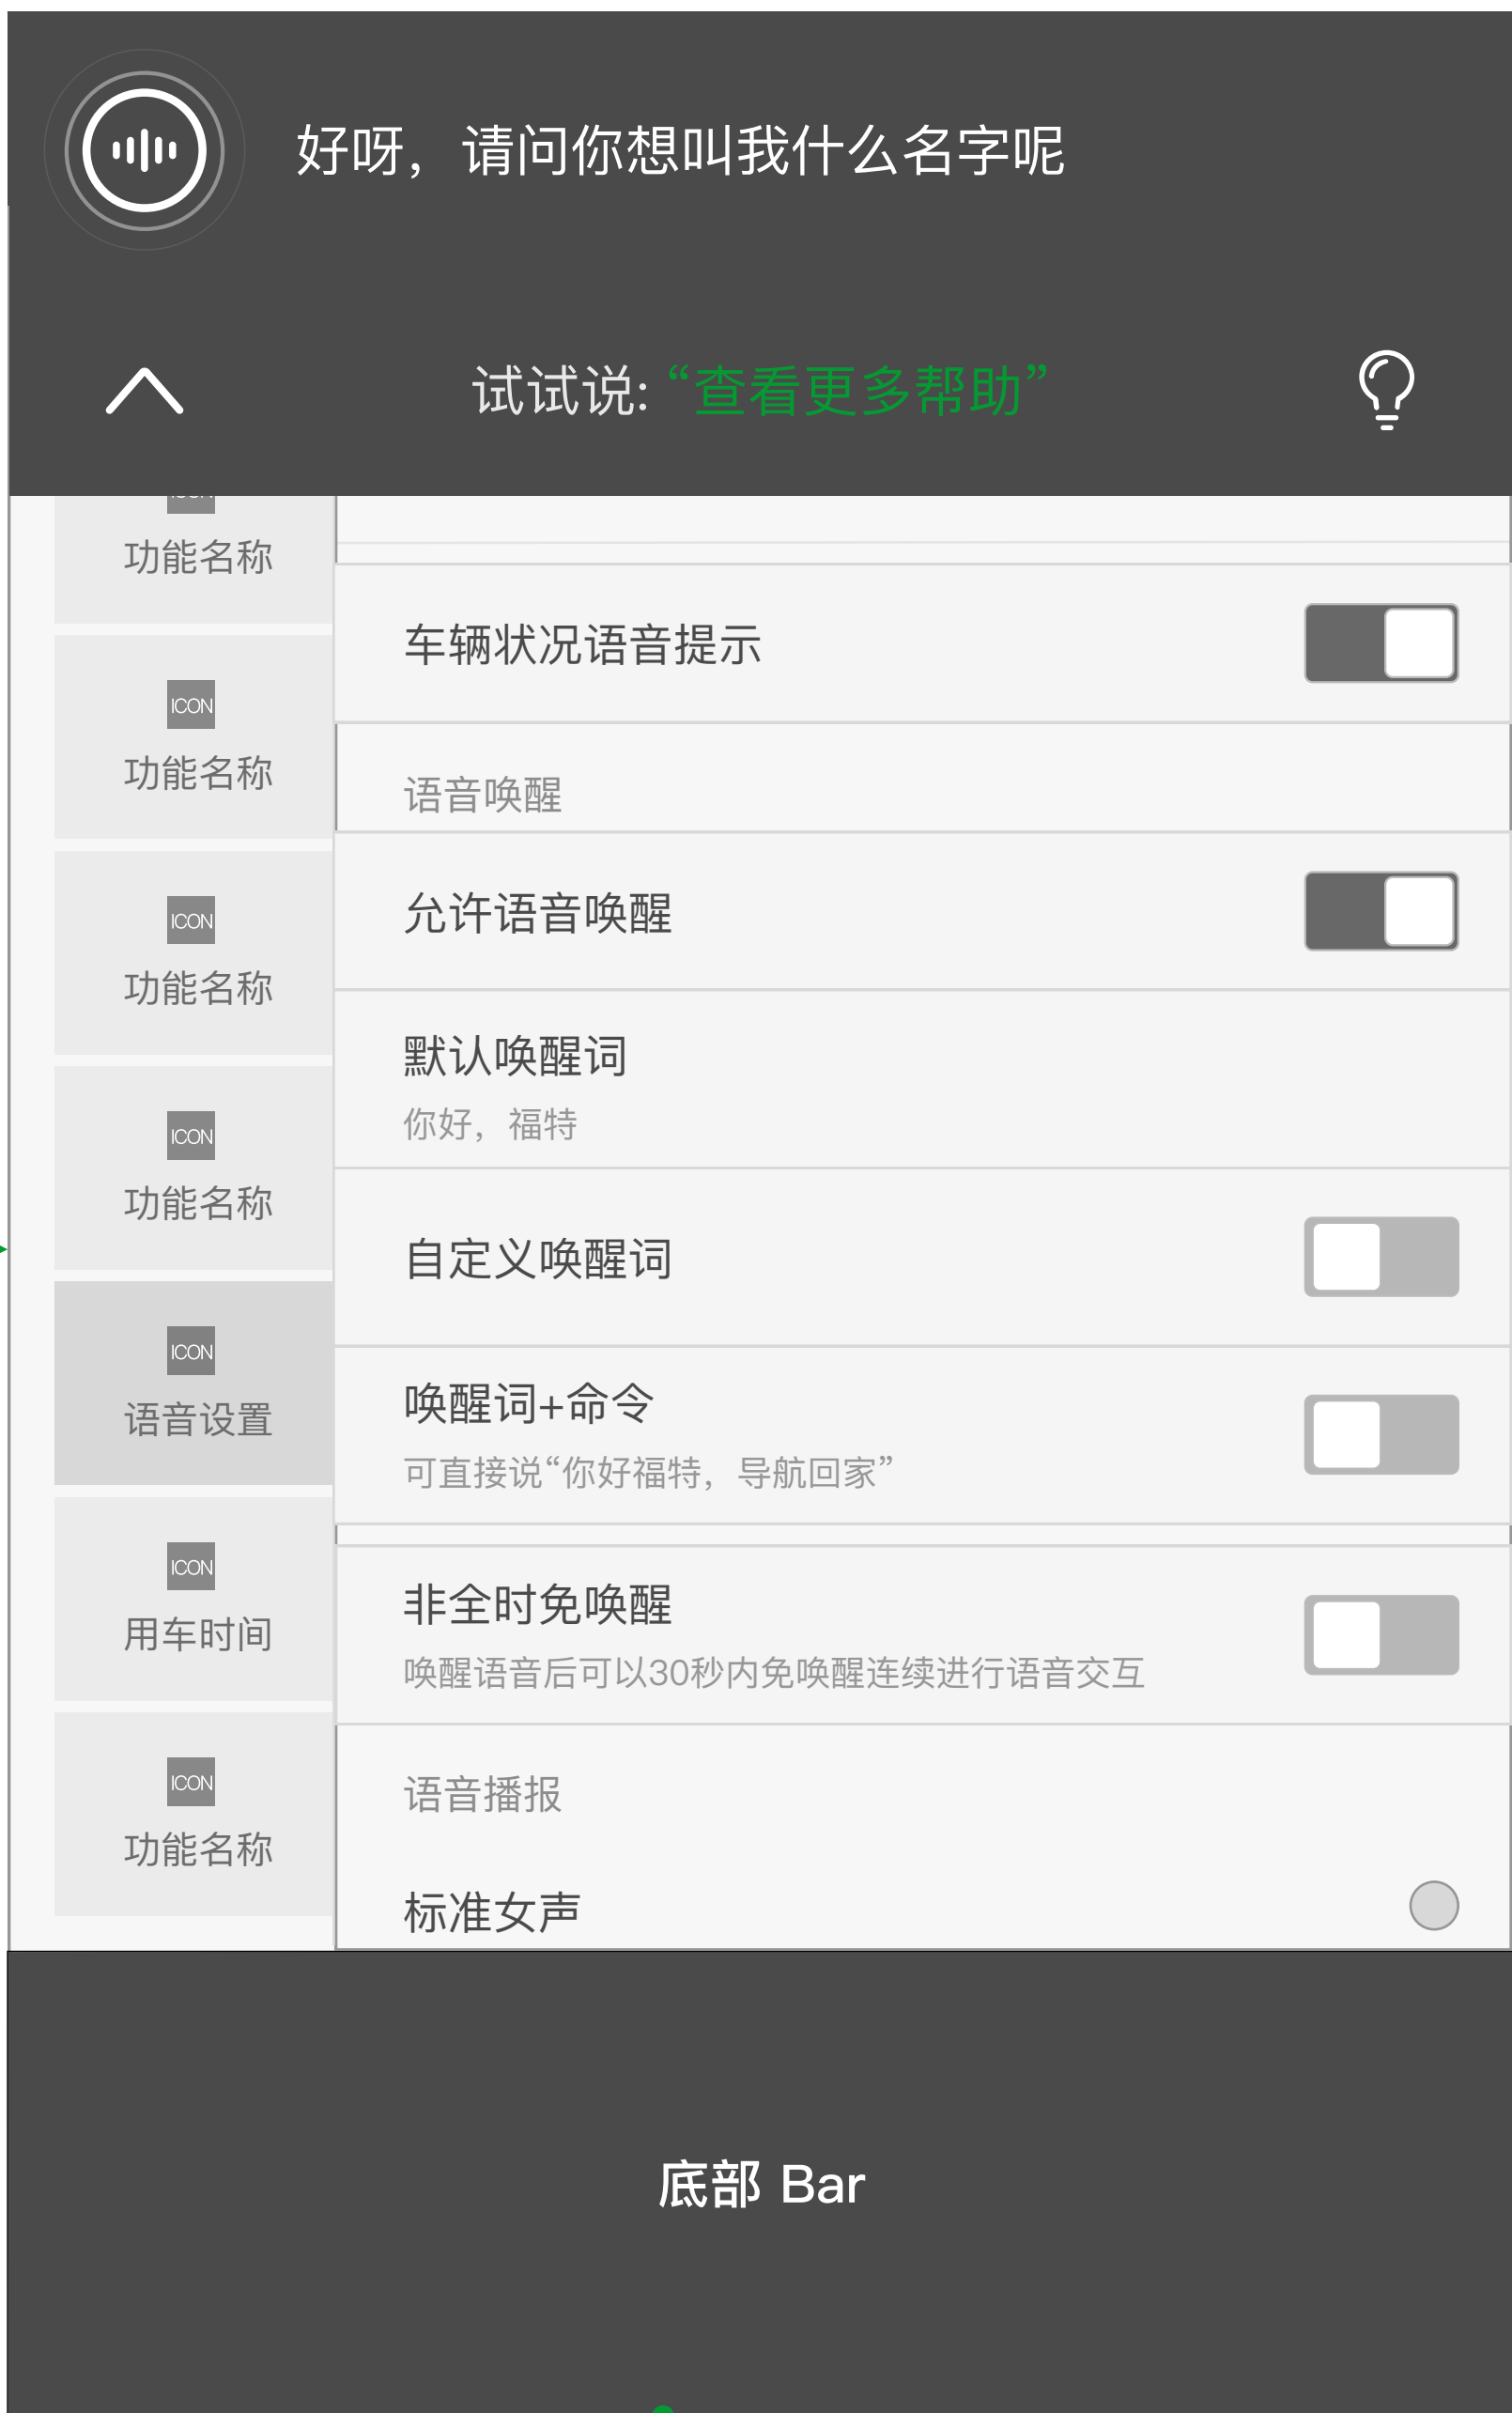 好呀，请问你想叫我什么名字呢
试试说: “查看更多帮助”
功能名称
ICON
功能名称
ICON
功能名称
ICON
功能名称
ICON
语音设置
ICON
用车时间
ICON
功能名称
车辆状况语音提示
语音唤醒
允许语音唤醒
默认唤醒词
你好，福特
自定义唤醒词
唤醒词+命令
可直接说“你好福特，导航回家”
非全时免唤醒
唤醒语音后可以30秒内免唤醒连续进行语音交互
语音播报
标准女声
底部 Bar